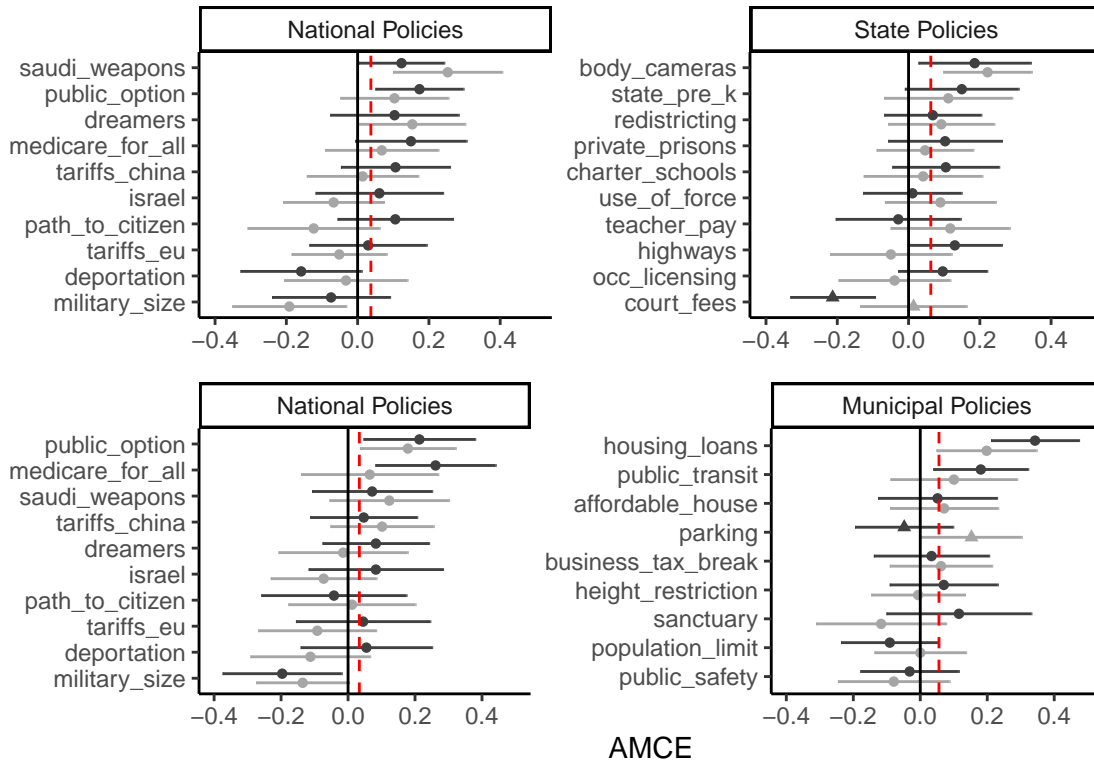 National Policies
saudi_weapons
public_option
dreamers
medicare_for_all
tariffs_china
israel
path_to_citizen
tariffs_eu
deportation
military_size
−0.4 −0.2 0.0 0.2 0.4
State Policies
body_cameras
state_pre_k
redistricting
private_prisons
charter_schools
use_of_force
teacher_pay
highways
occ_licensing
court_fees
−0.4 −0.2 0.0 0.2 0.4
National Policies
public_option
medicare_for_all
saudi_weapons
tariffs_china
dreamers
israel
path_to_citizen
tariffs_eu
deportation
military_size
−0.4 −0.2 0.0 0.2 0.4
Municipal Policies
housing_loans
public_transit
affordable_house
parking
business_tax_break
height_restriction
sanctuary
population_limit
public_safety
−0.4 −0.2 0.0 0.2 0.4
AMCE